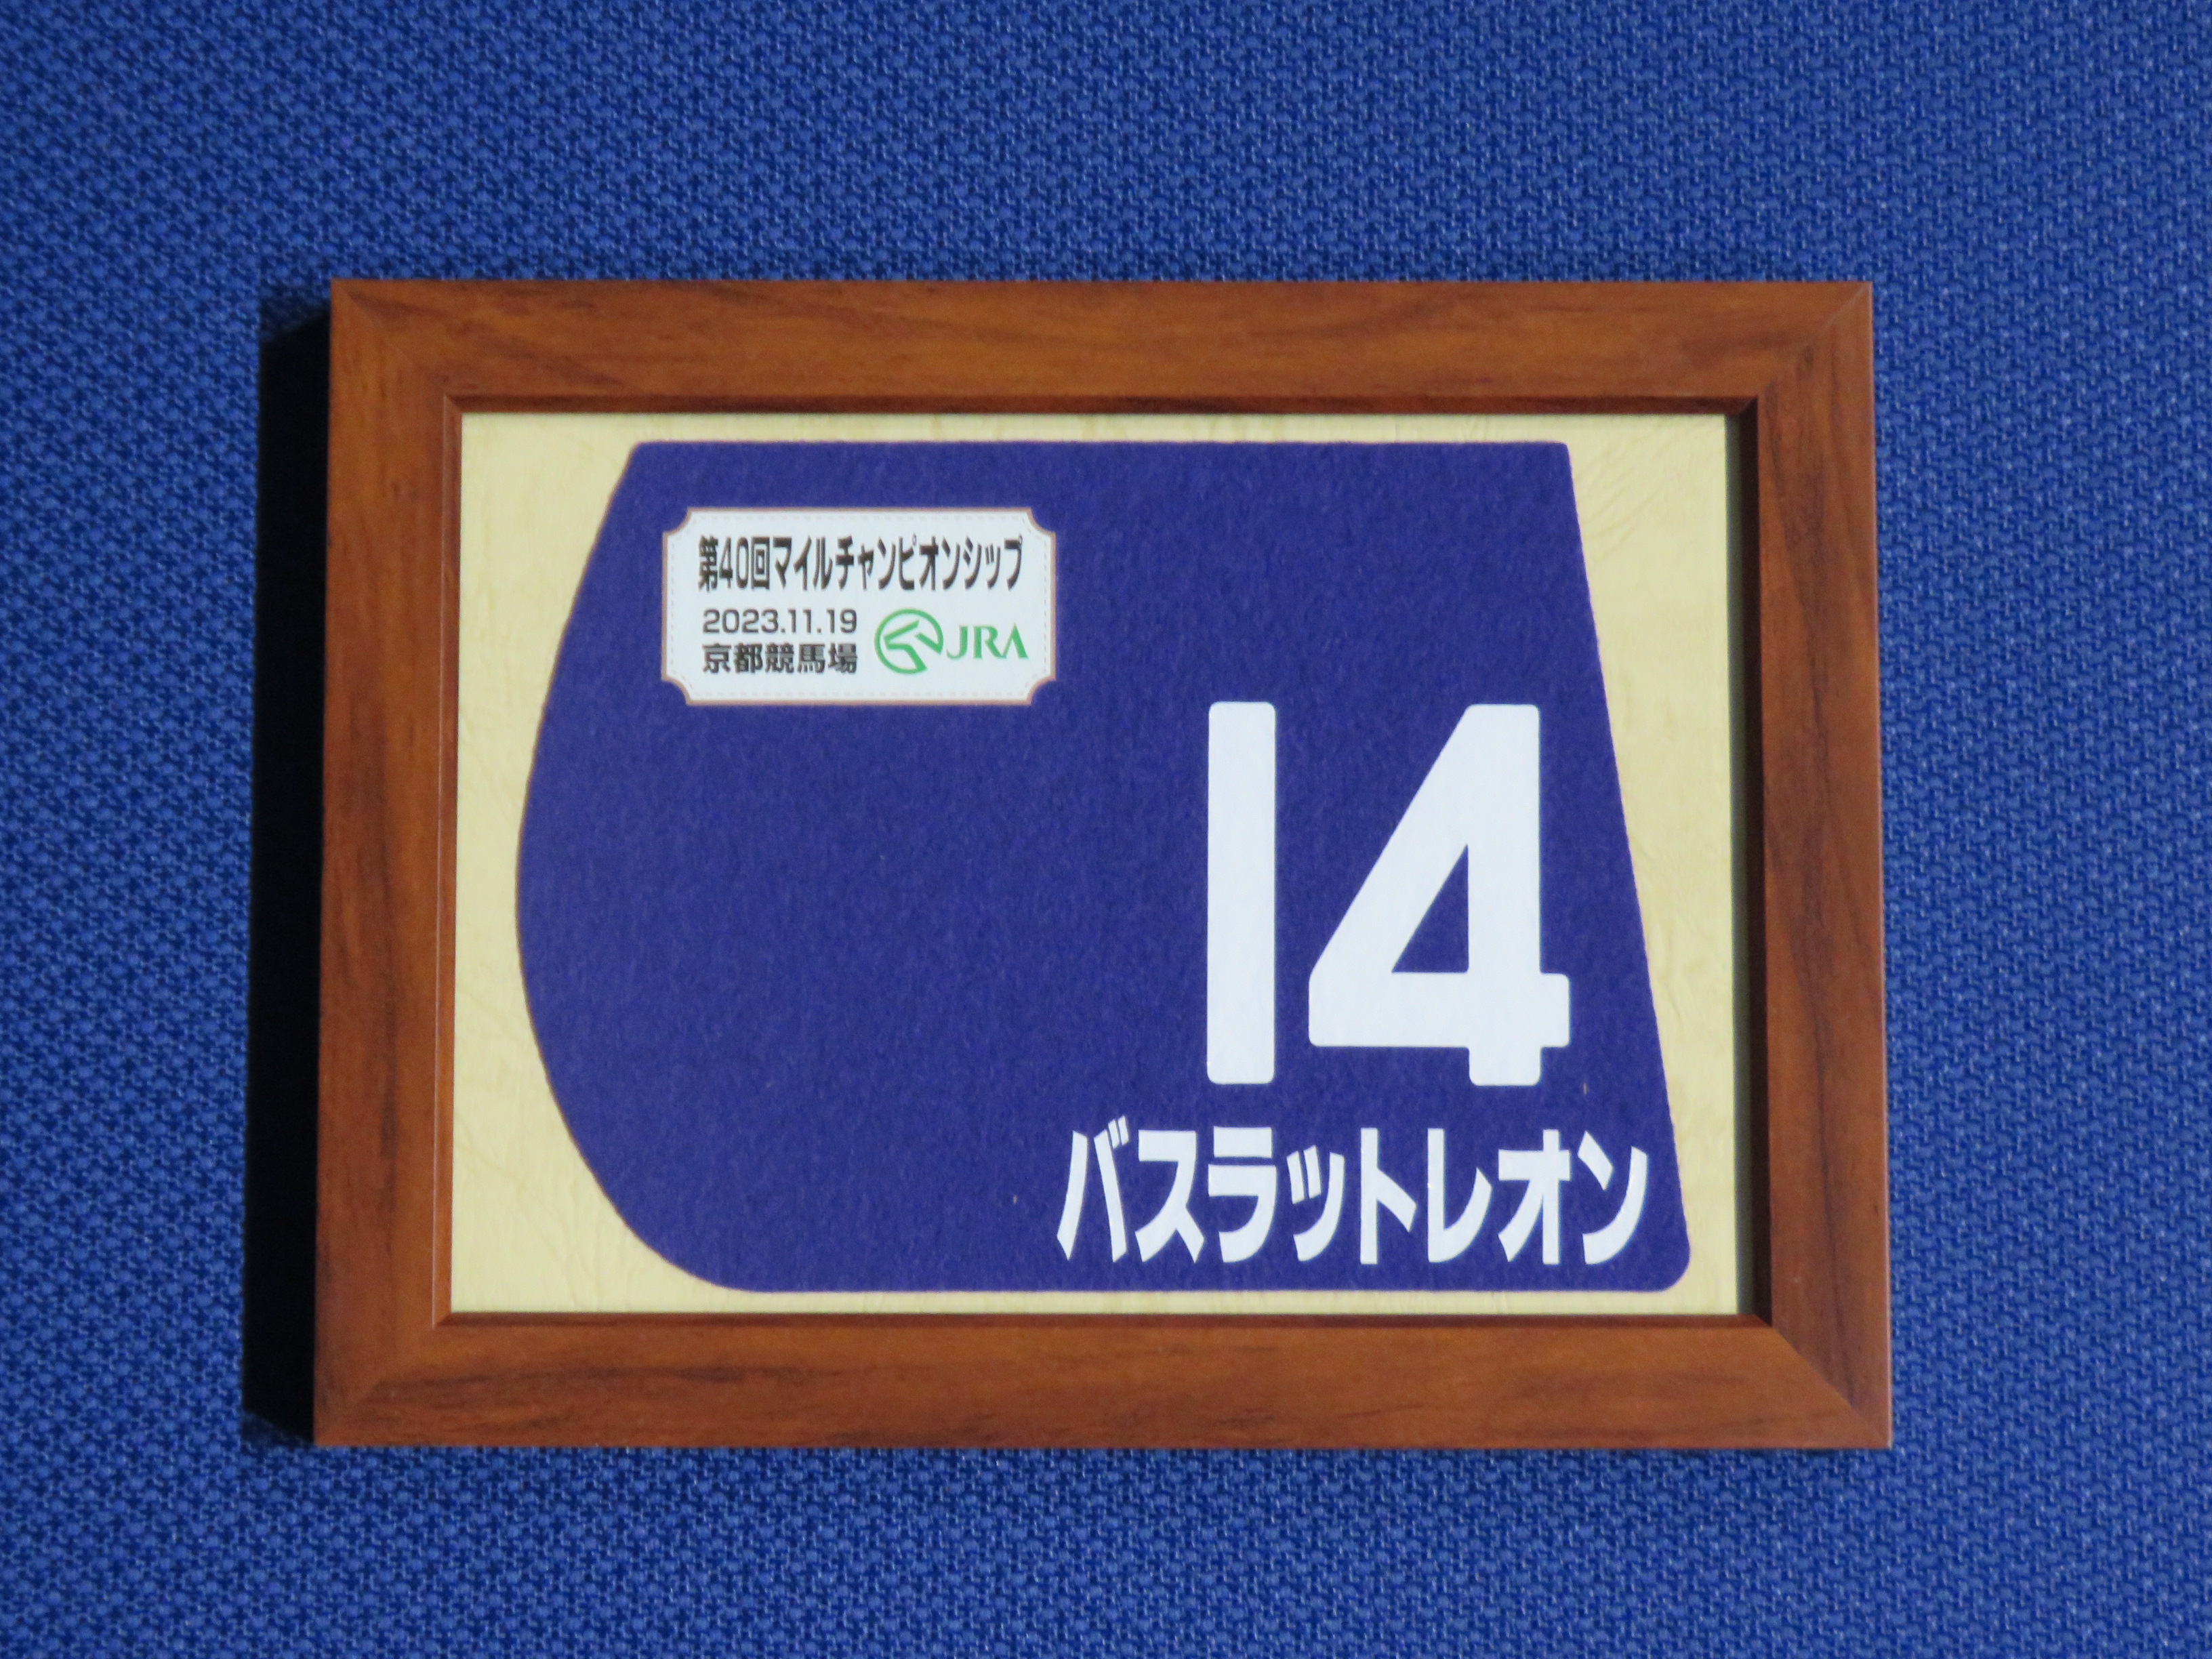 第40回マイルチャンピオンシップ
2023.11.19
京都競馬場
JRA
14
バスラットレオン